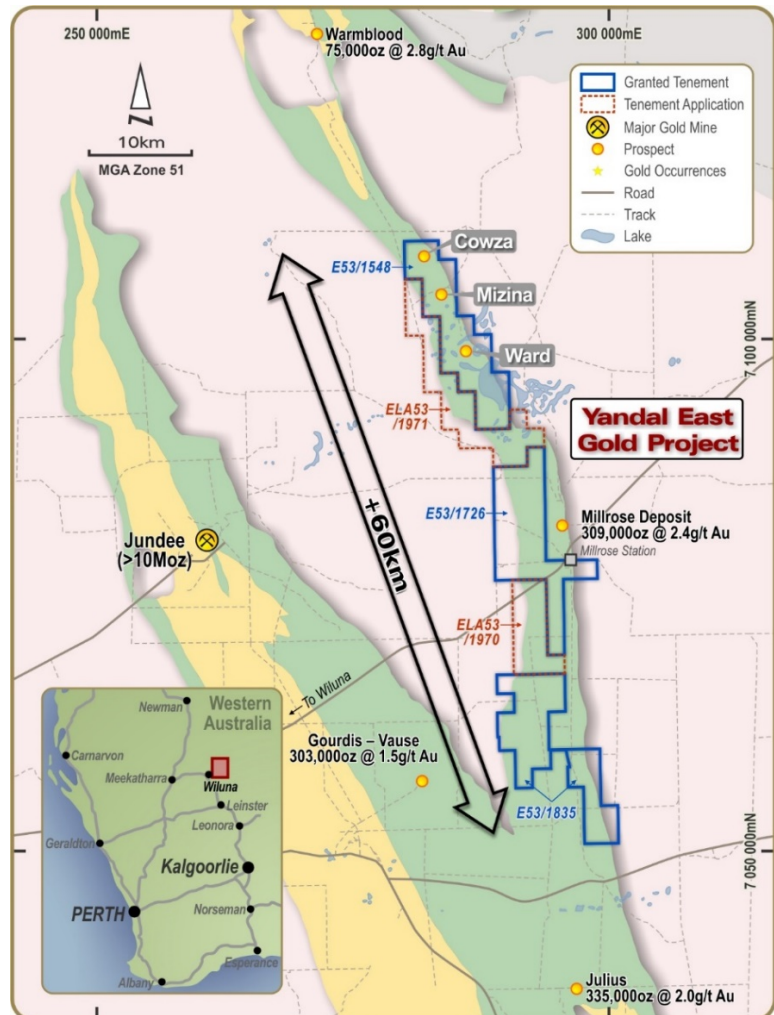 250 000mE
300 000mE
Warmblood
75,000oz @ 2.8g/t Au
10km
MGA Zone 51
Granted Tenement
Tenement Application
Major Gold Mine
Prospect
Gold Occurrences
Road
Track
Lake
Cowza
E53/1548
Mizina
7 100 000mN
Ward
ELA53
/1971
Yandal East
Gold Project
E53/1726
Millrose Deposit
309,000oz @ 2.4g/t Au
Millrose Station
Jundee
(>10Moz)
+60km
ELA53
/1970
To Wiluna
Gourdis – Vause
303,000oz @ 1.5g/t Au
E53/1835
7 050 000mN
Julius
335,000oz @ 2.0g/t Au
Western
Australia
Newman
Carnarvon
Meekatharra
Wiluna
Leinster
Leonora
Geraldton
Kalgoorlie
PERTH
Norseman
Esperance
Albany